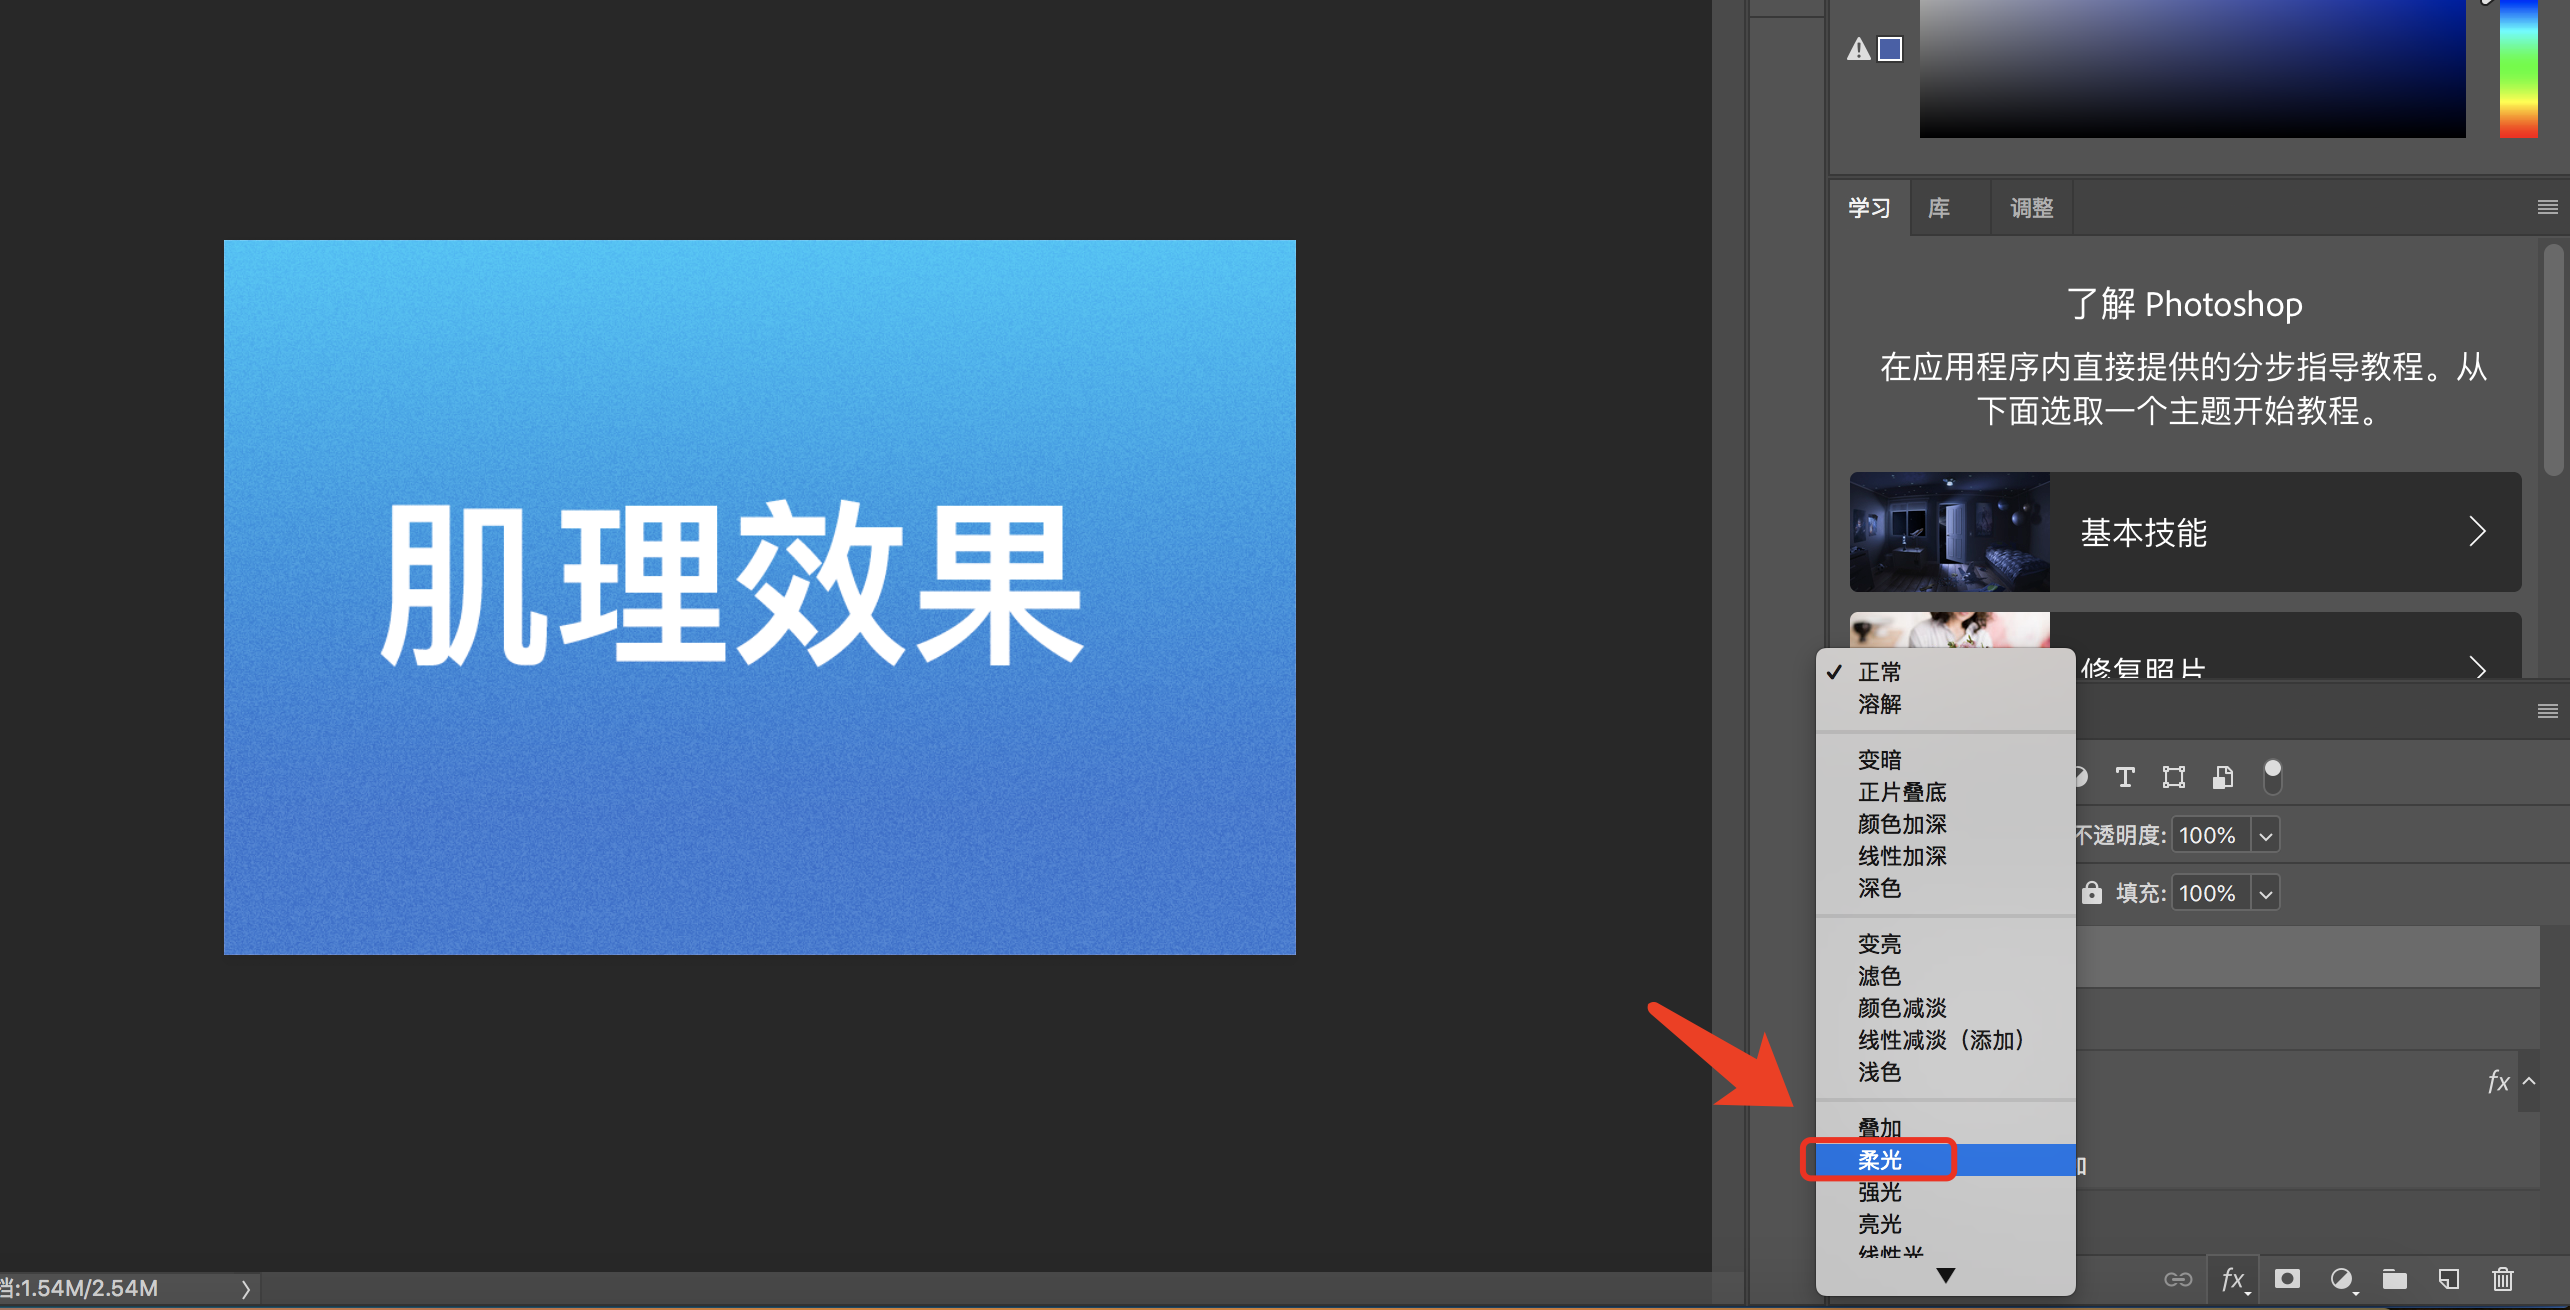 学习 库 调整
了解 Photoshop
在应用程序内直接提供的分步指导教程。从
下面选取一个主题开始教程。
基本技能
修复照片
肌理效果
正常
溶解
变暗
正片叠底
颜色加深
线性加深
深色
变亮
滤色
颜色减淡
线性减淡（添加）
浅色
叠加
柔光
强光
亮光
线性光
T
不透明度: 100%
填充: 100%
fx
档:1.54M/2.54M
fx